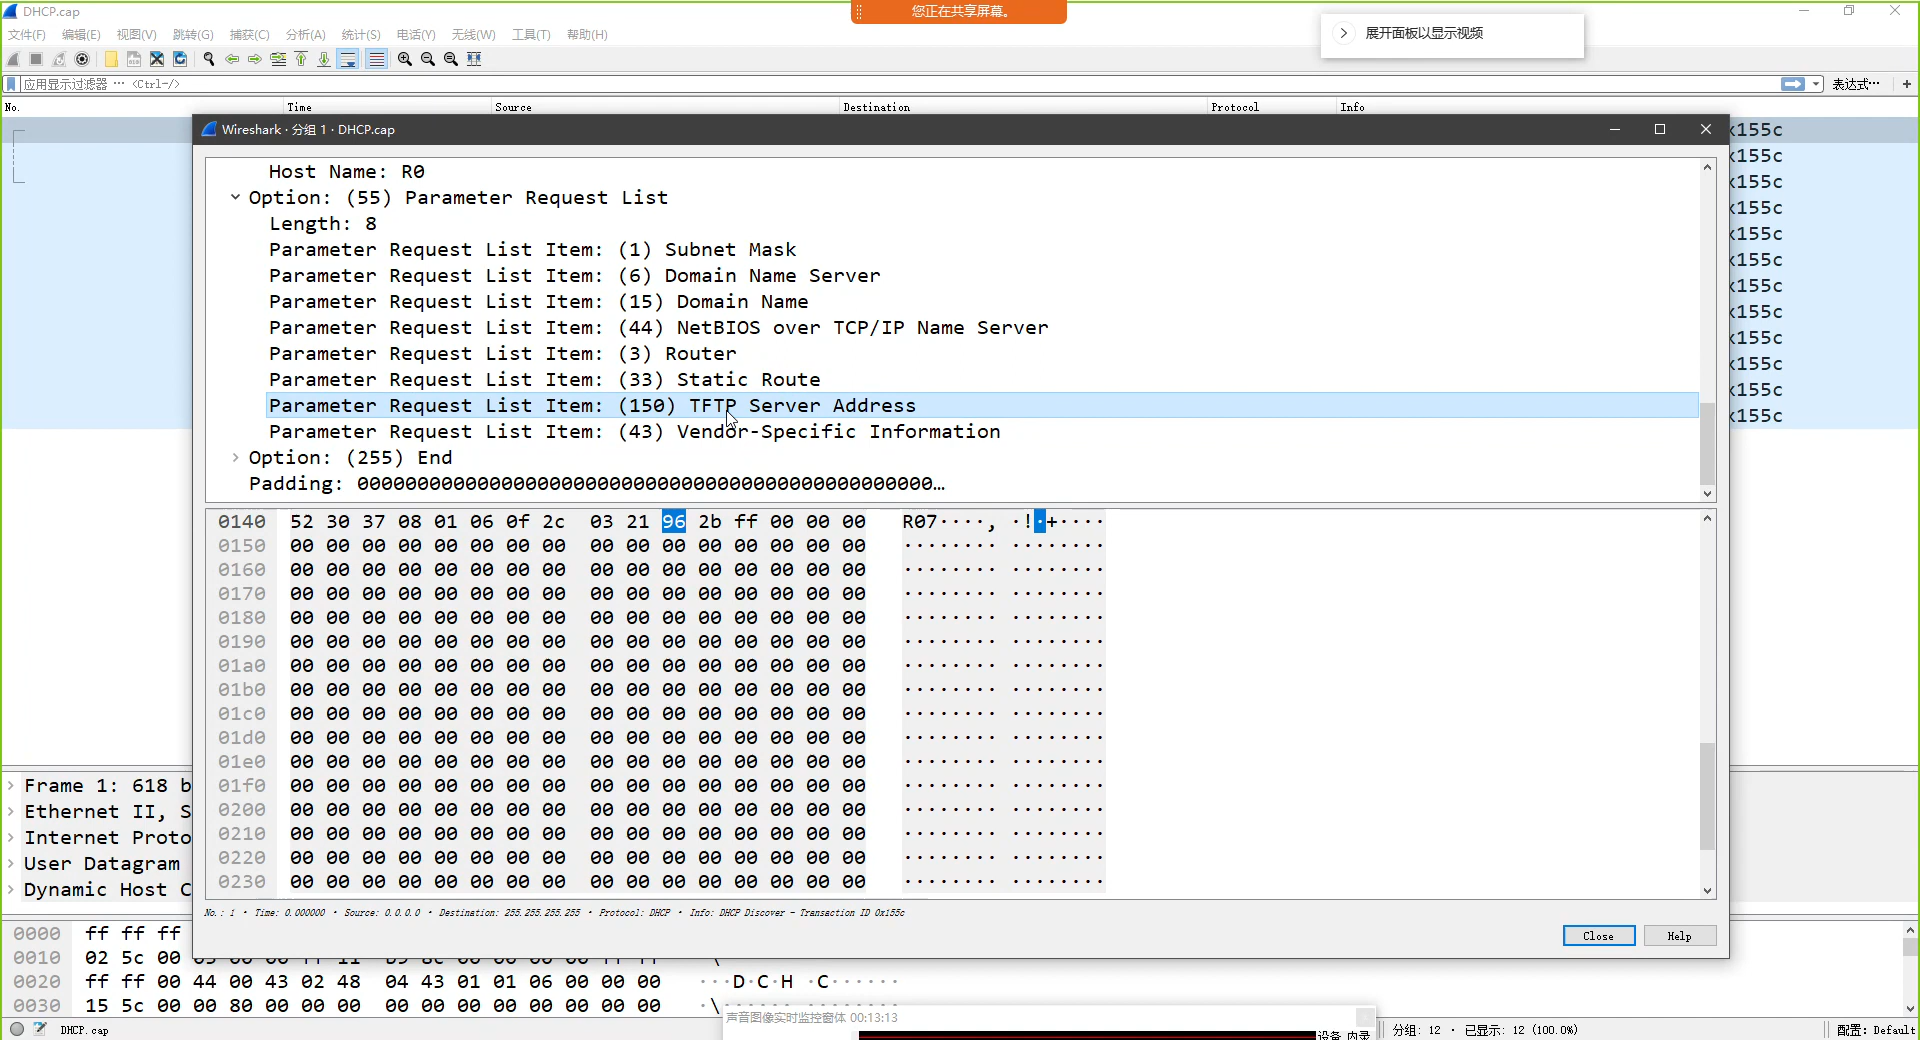 DHCP.cap
您正在共享屏幕。
展开面板以显示视频
文件(F) 编辑(E) 视图(V) 跳转(G) 捕获(C) 分析(A) 统计(S) 电话(Y) 无线(W) 工具(T) 帮助(H)
应用显示过滤器 … <Ctrl-/>
表达式… +
No. Time Source Destination Protocol Info
Wireshark · 分组 1 · DHCP.cap
x155c
x155c
x155c
x155c
x155c
x155c
x155c
x155c
x155c
x155c
x155c
x155c
Host Name: R0
Option: (55) Parameter Request List
Length: 8
Parameter Request List Item: (1) Subnet Mask
Parameter Request List Item: (6) Domain Name Server
Parameter Request List Item: (15) Domain Name
Parameter Request List Item: (44) NetBIOS over TCP/IP Name Server
Parameter Request List Item: (3) Router
Parameter Request List Item: (33) Static Route
Parameter Request List Item: (150) TFTP Server Address
Parameter Request List Item: (43) Vendor-Specific Information
Option: (255) End
Padding: 000000000000000000000000000000000000000000000000…
0140 52 30 37 08 01 06 0f 2c 03 21 96 2b ff 00 00 00 R07····, ·!·+····
0150 00 00 00 00 00 00 00 00 00 00 00 00 00 00 00 00 ········ ········
0160 00 00 00 00 00 00 00 00 00 00 00 00 00 00 00 00 ········ ········
0170 00 00 00 00 00 00 00 00 00 00 00 00 00 00 00 00 ········ ········
0180 00 00 00 00 00 00 00 00 00 00 00 00 00 00 00 00 ········ ········
0190 00 00 00 00 00 00 00 00 00 00 00 00 00 00 00 00 ········ ········
01a0 00 00 00 00 00 00 00 00 00 00 00 00 00 00 00 00 ········ ········
01b0 00 00 00 00 00 00 00 00 00 00 00 00 00 00 00 00 ········ ········
01c0 00 00 00 00 00 00 00 00 00 00 00 00 00 00 00 00 ········ ········
01d0 00 00 00 00 00 00 00 00 00 00 00 00 00 00 00 00 ········ ········
01e0 00 00 00 00 00 00 00 00 00 00 00 00 00 00 00 00 ········ ········
01f0 00 00 00 00 00 00 00 00 00 00 00 00 00 00 00 00 ········ ········
0200 00 00 00 00 00 00 00 00 00 00 00 00 00 00 00 00 ········ ········
0210 00 00 00 00 00 00 00 00 00 00 00 00 00 00 00 00 ········ ········
0220 00 00 00 00 00 00 00 00 00 00 00 00 00 00 00 00 ········ ········
0230 00 00 00 00 00 00 00 00 00 00 00 00 00 00 00 00 ········ ········
No.: 1 · Time: 0.000000 · Source: 0.0.0.0 · Destination: 255.255.255.255 · Protocol: DHCP · Info: DHCP Discover - Transaction ID 0x155c
Close Help
Frame 1: 618 b
Ethernet II, S
Internet Proto
User Datagram
Dynamic Host C
0000 ff ff ff
0010 02 5c 00
0020 ff ff 00 44 00 43 02 48 04 43 01 01 06 00 00 00 ···D·C·H ·C······
0030 15 5c 00 00 80 00 00 00 00 00 00 00 00 00 00 00 ·\······ ········
声音图像实时监控窗体 00:13:13
设备 内录
DHCP.cap
分组: 12 · 已显示: 12 (100.0%)
配置: Default